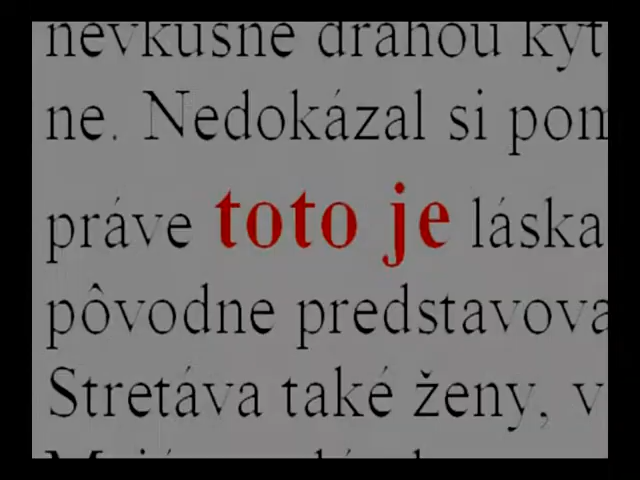 nevkusne drahou kyt
ne. Nedokázal si pom
práve toto je láska
pôvodne predstavova
Stretáva také ženy, v